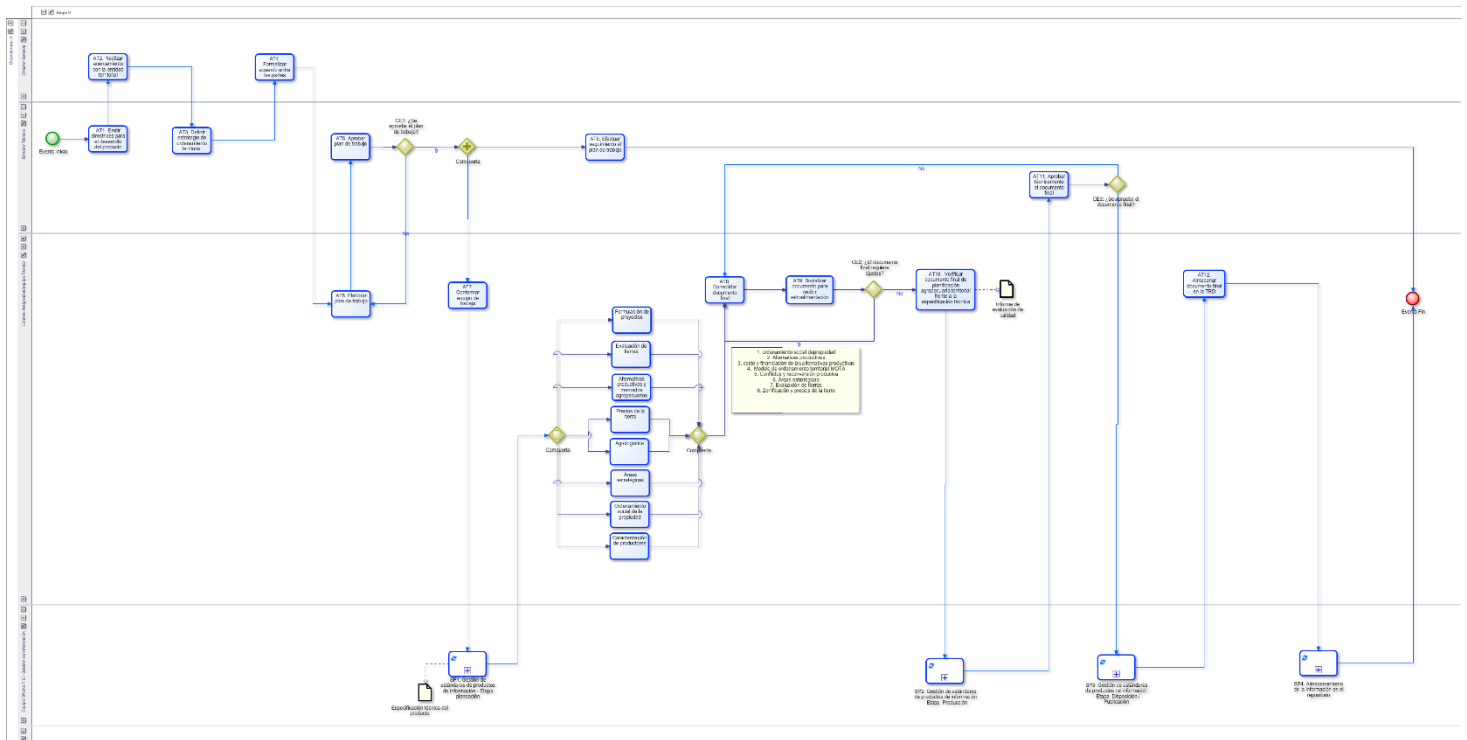 AT2. Realizar
acercamiento
con la entidad
territorial
AT4.
Formalizar
acuerdo entre
las partes
AT1. Emitir
directrices para
el desarrollo
del producto
AT3. Definir
estrategia de
ordenamiento
territorial
Evento Inicio
AT6. Aprobar
plan de trabajo
CE1: ¿Se
aprueba el plan
de trabajo?
Si
Compuerta
seguimiento al
plan de trabajo
No
AT11. Aprobar
técnicamente
el documento
final
CE3: ¿Se aprueba el
documento final?
No
AT5. Elaborar
plan de trabajo
AT7.
Conformar
equipo de
trabajo
AT8.
Consolidar
documento
final
AT9. Socializar
documento para
recibir
retroalimentación
CE2: ¿El documento
final requiere
ajustes?
No
Si
AT10. Verificar
documento final de
planificación
agropecuaria territorial
frente a la
especificación técnica
Informe de
evaluación de
calidad
AT12.
Almacenar
documento final
en la TRD
Evento Fin
Formulación de
proyectos
Evaluación de
tierras
Alternativas
productivas y
mercados
agropecuarios
Precios de la
tierra
Agrologística
Áreas
estratégicas
Ordenamiento
social de la
propiedad
Caracterización
de productores
Compuerta
Compuerta
1. ordenamiento social de propiedad
2. Alternativas productivas
3. costo y financiación de las alternativas productivas
4. Modelo de ordenamiento territorial MOTA
5. Conflictos y reconversión productiva
6. Áreas estratégicas
7. Evaluación de tierras
8. Zonificación y precios de la tierra
SP1. Gestión de
estándares de productos
de información - Etapa
planeación
Especificación técnica del
producto
SP2. Gestión de estándares
de productos de información
Etapa Producción
SP3. Gestión de estándares
de productos de información
Etapa Disposición /
Publicación
SP4. Almacenamiento
de la información en el
repositorio